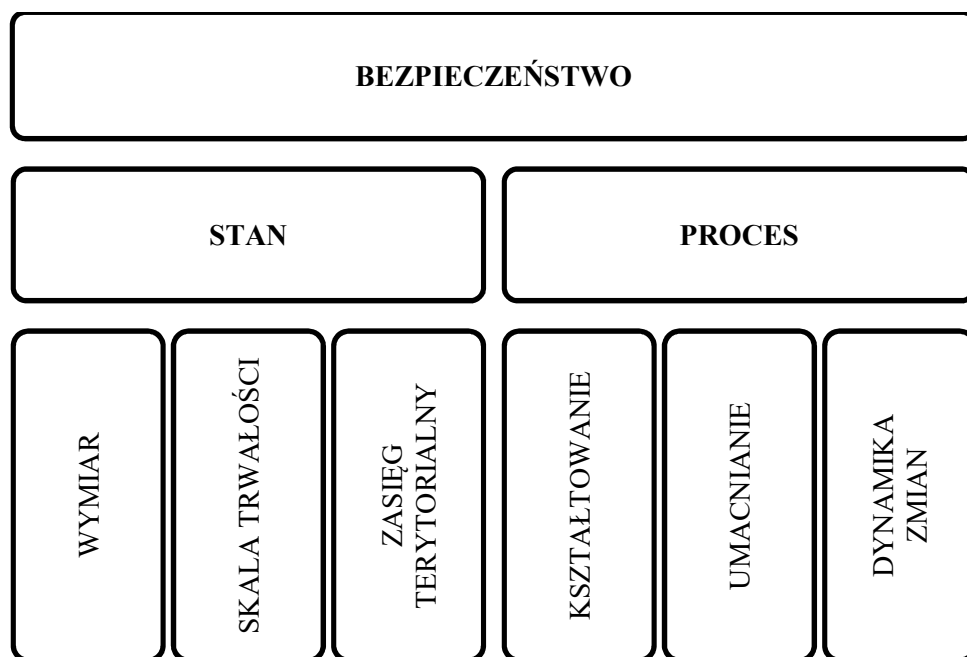 BEZPIECZEŃSTWO
STAN
PROCES
WYMIAR
SKALA TRWAŁOŚCI
ZASIĘG
TERYTORIALNY
KSZTAŁTOWANIE
UMACNIANIE
DYNAMIKA
ZMIAN